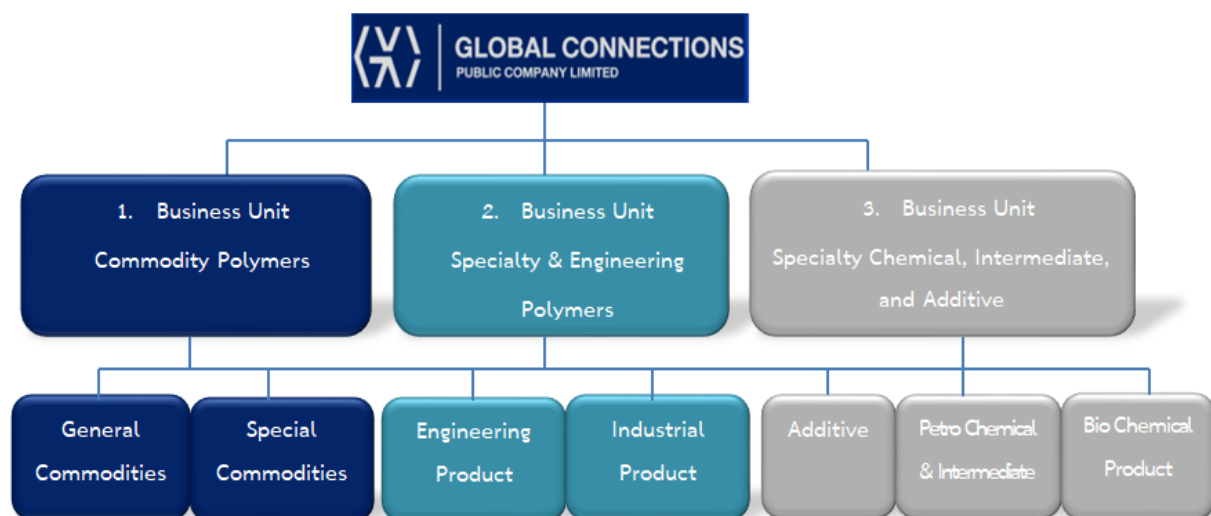 GLOBAL CONNECTIONS
PUBLIC COMPANY LIMITED
1. Business Unit
Commodity Polymers
2. Business Unit
Specialty & Engineering
Polymers
3. Business Unit
Specialty Chemical, Intermediate,
and Additive
General
Commodities
Special
Commodities
Engineering
Product
Industrial
Product
Additive
Petro Chemical
& Intermediate
Bio Chemical
Product